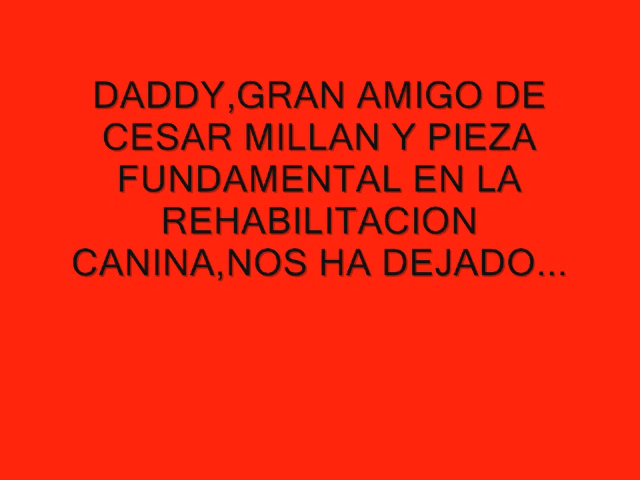 DADDY,GRAN AMIGO DE
CESAR MILLAN Y PIEZA
FUNDAMENTAL EN LA
REHABILITACION
CANINA,NOS HA DEJADO...